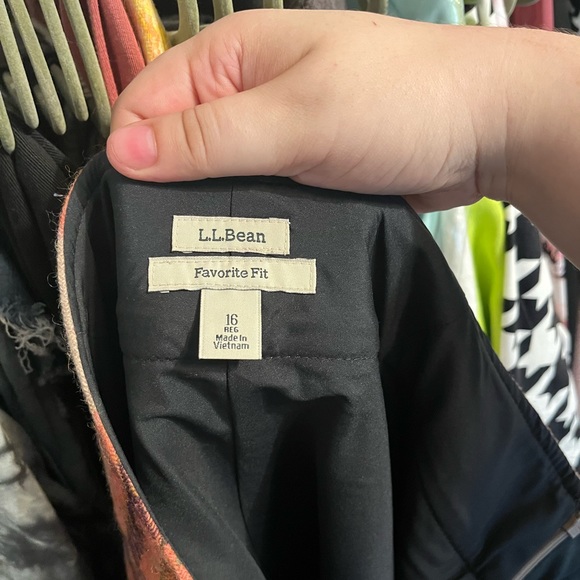 L.L.Bean
Favorite Fit
16
REG
Made In
Vietnam